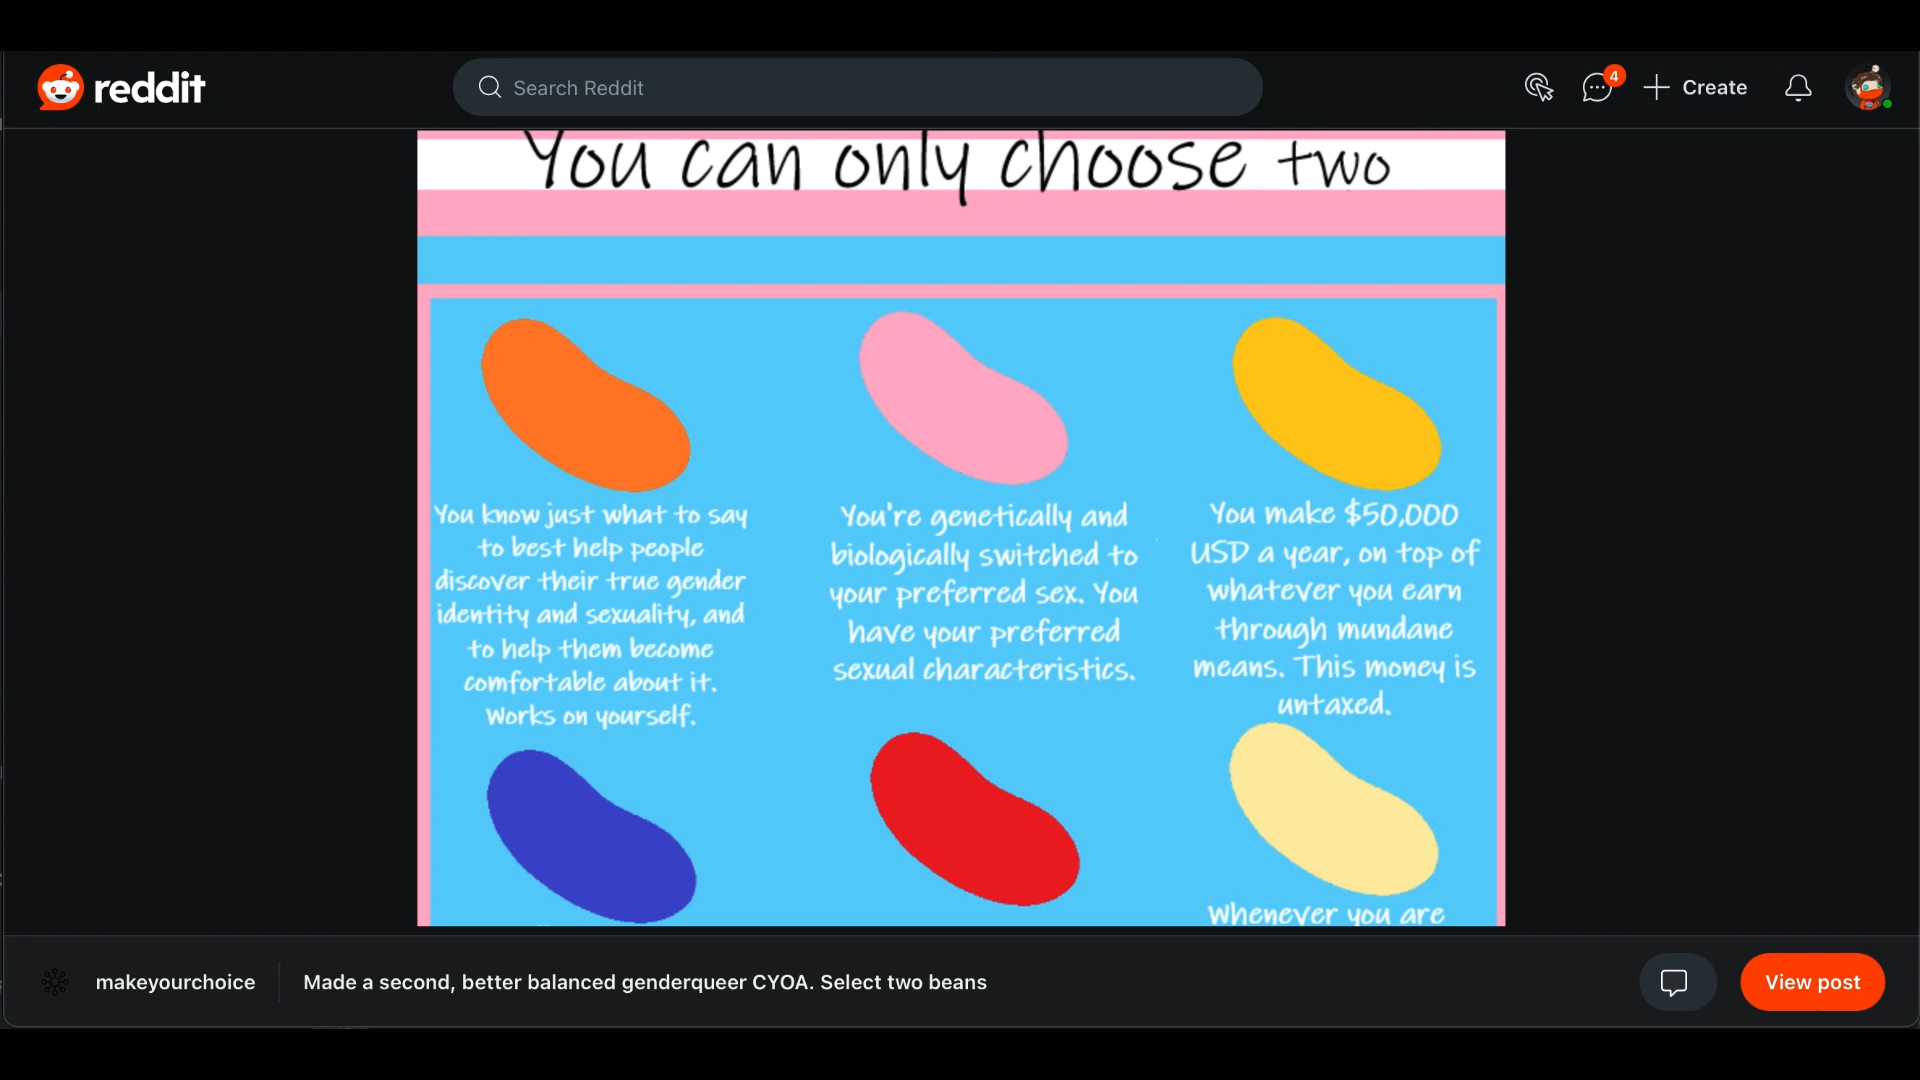 reddit
Search Reddit
4
Create
You can only choose two
You know just what to say
to best help people
discover their true gender
identity and sexuality, and
to help them become
comfortable about it.
Works on yourself.
You're genetically and
biologically switched to
your preferred sex. You
have your preferred
sexual characteristics.
You make $50,000
USD a year, on top of
whatever you earn
through mundane
means. This money is
untaxed.
Whenever you are
makeyourchoice
Made a second, better balanced genderqueer CYOA. Select two beans
View post